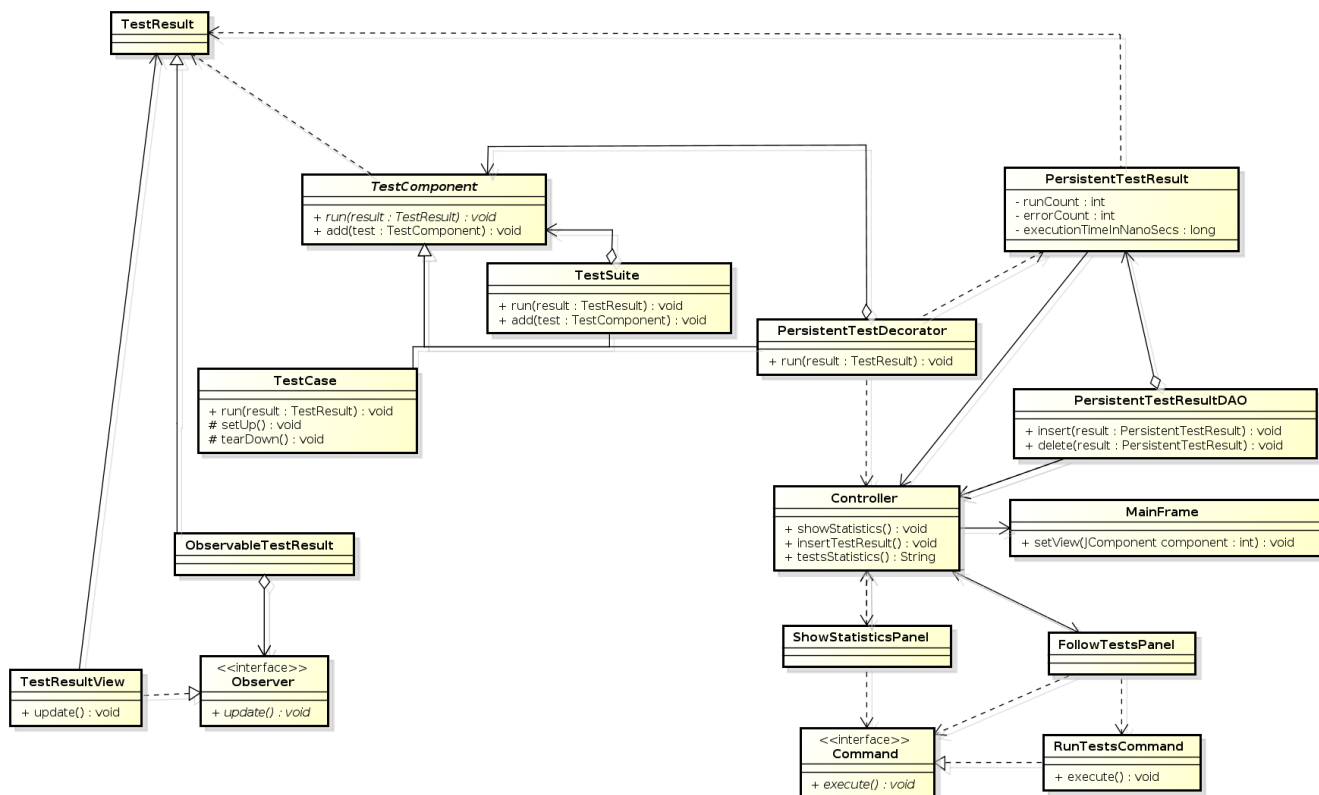 TestResult
TestComponent
+ run(result : TestResult) : void
+ add(test : TestComponent) : void
PersistentTestResult
- runCount : int
- errorCount : int
- executionTimeInNanoSecs : long
TestSuite
+ run(result : TestResult) : void
+ add(test : TestComponent) : void
PersistentTestDecorator
+ run(result : TestResult) : void
TestCase
+ run(result : TestResult) : void
# setUp() : void
# tearDown() : void
PersistentTestResultDAO
+ insert(result : PersistentTestResult) : void
+ delete(result : PersistentTestResult) : void
Controller
+ showStatistics() : void
+ insertTestResult() : void
+ testsStatistics() : String
MainFrame
+ setView(JComponent component : int) : void
ObservableTestResult
ShowStatisticsPanel
FollowTestsPanel
TestResultView
+ update() : void
<<interface>>
Observer
+ update() : void
<<interface>>
Command
+ execute() : void
RunTestsCommand
+ execute() : void